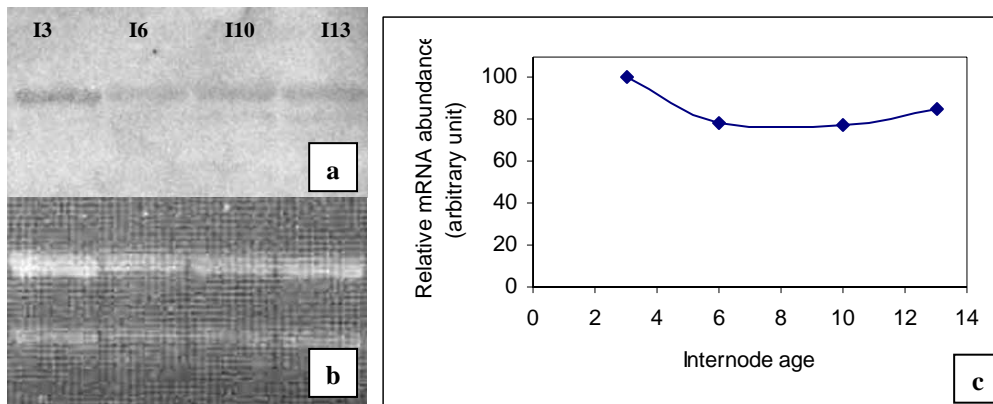 I3 I6 I10 I13
a
b
Relative mRNA abundance
(arbitrary unit)
100
80
60
40
20
0
0 2 4 6 8 10 12 14
Internode age
c